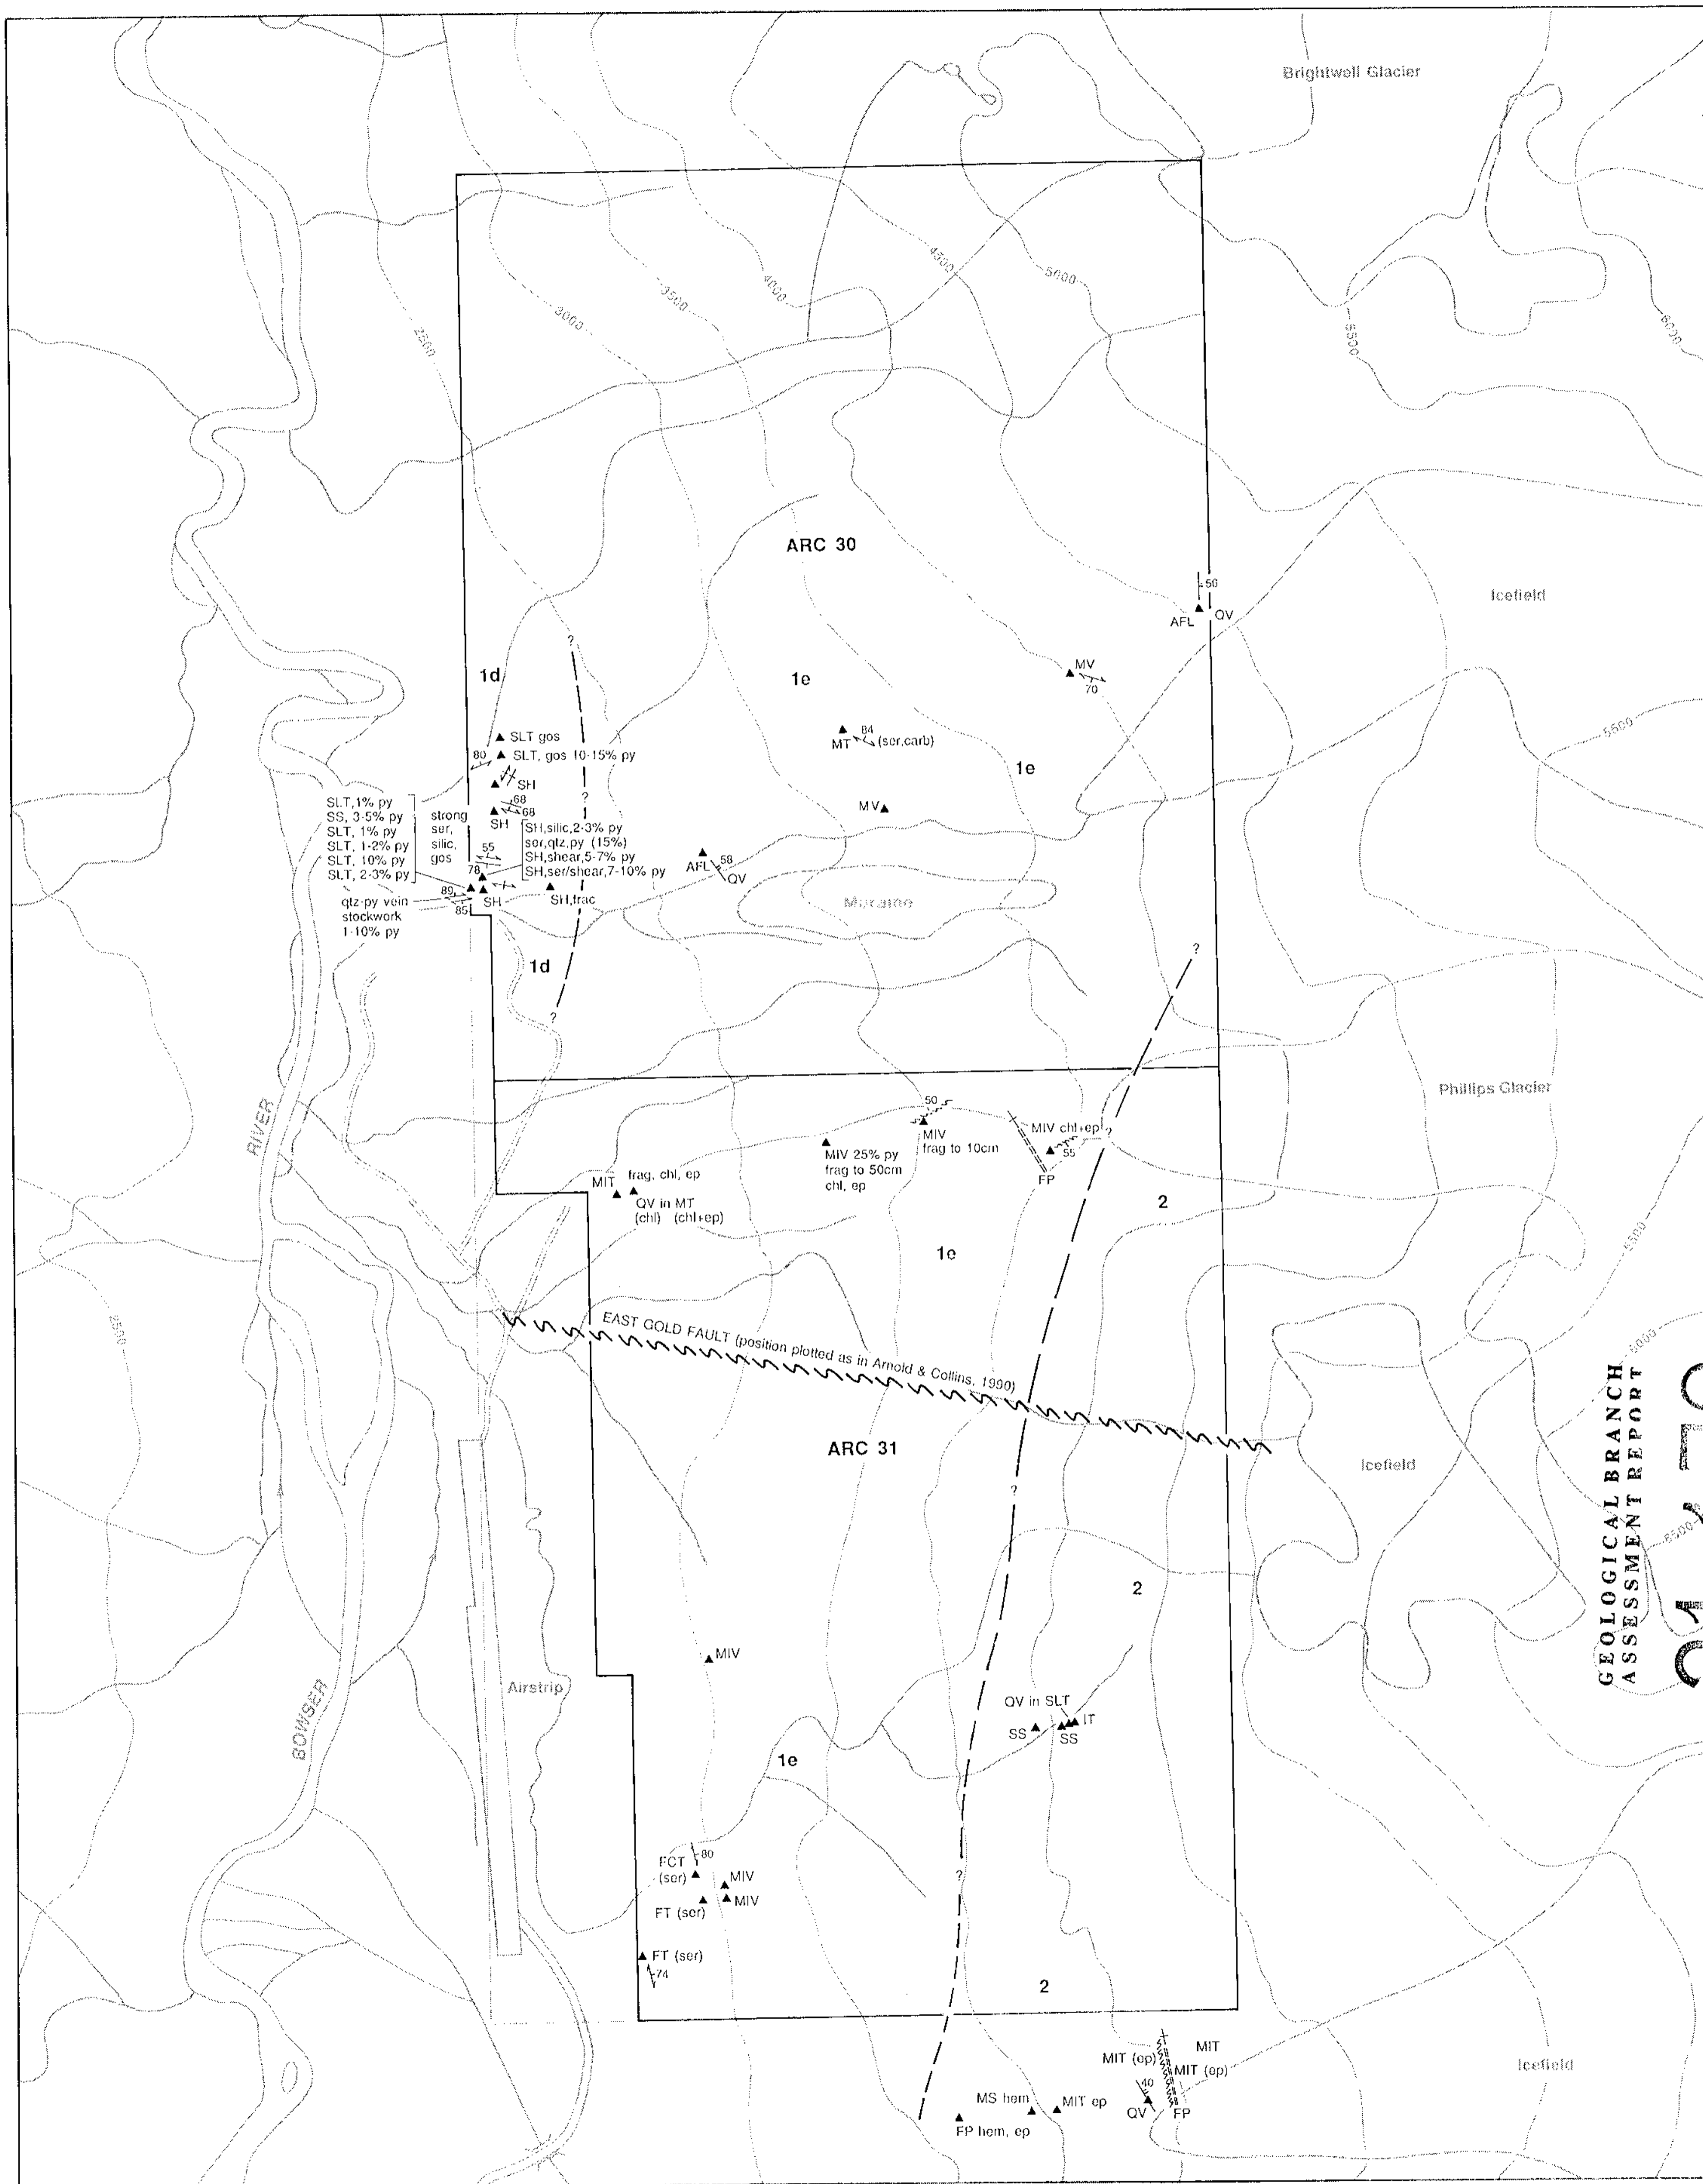 Brightwell Glacier
4500
5000
4000
3500
3000
2500
5500
6000
ARC 30
Icefield
50
AFL
QV
?
1d
1e
MV
70
5500
SLT gos
84
MT
(ser,carb)
80
SLT, gos 10-15% py
1e
SH
?
MV
68
68
SH
SLT, 1% py
SS, 3-5% py
SLT, 1% py
SLT, 1-2% py
SLT, 10% py
SLT, 2-3% py
strong
ser,
silic,
gos
SH,silic,2-3% py
ser,qtz,py (15%)
SH,shear,5-7% py
SH,ser/shear,7-10% py
55
78
AFL
58
QV
89
85
SH
SH,frac
qtz-py vein
stockwork
1-10% py
Moraine
1d
?
?
Phillips Glacier
RIVER
50
MIV
frag to 10cm
MIV chl+ep
?
55
FP
MIV 25% py
frag to 50cm
chl, ep
MIT
frag, chl, ep
QV in MT
(chl) (chl+ep)
2
1e
5500
2500
EAST GOLD FAULT (position plotted as in Arnold & Collins, 1990)
6000
GEOLOGICAL BRANCH
ASSESSMENT REPORT
ARC 31
Icefield
?
6500
2
MIV
Airstrip
QV in SLT
SS
IT
SS
BOWSER
1e
80
FCT
(ser)
MIV
?
MIV
FT (ser)
FT (ser)
74
2
MIT
MIT (ep)
MIT (ep)
Icefield
40
MS hem
MIT ep
QV
FP
FP hem, ep